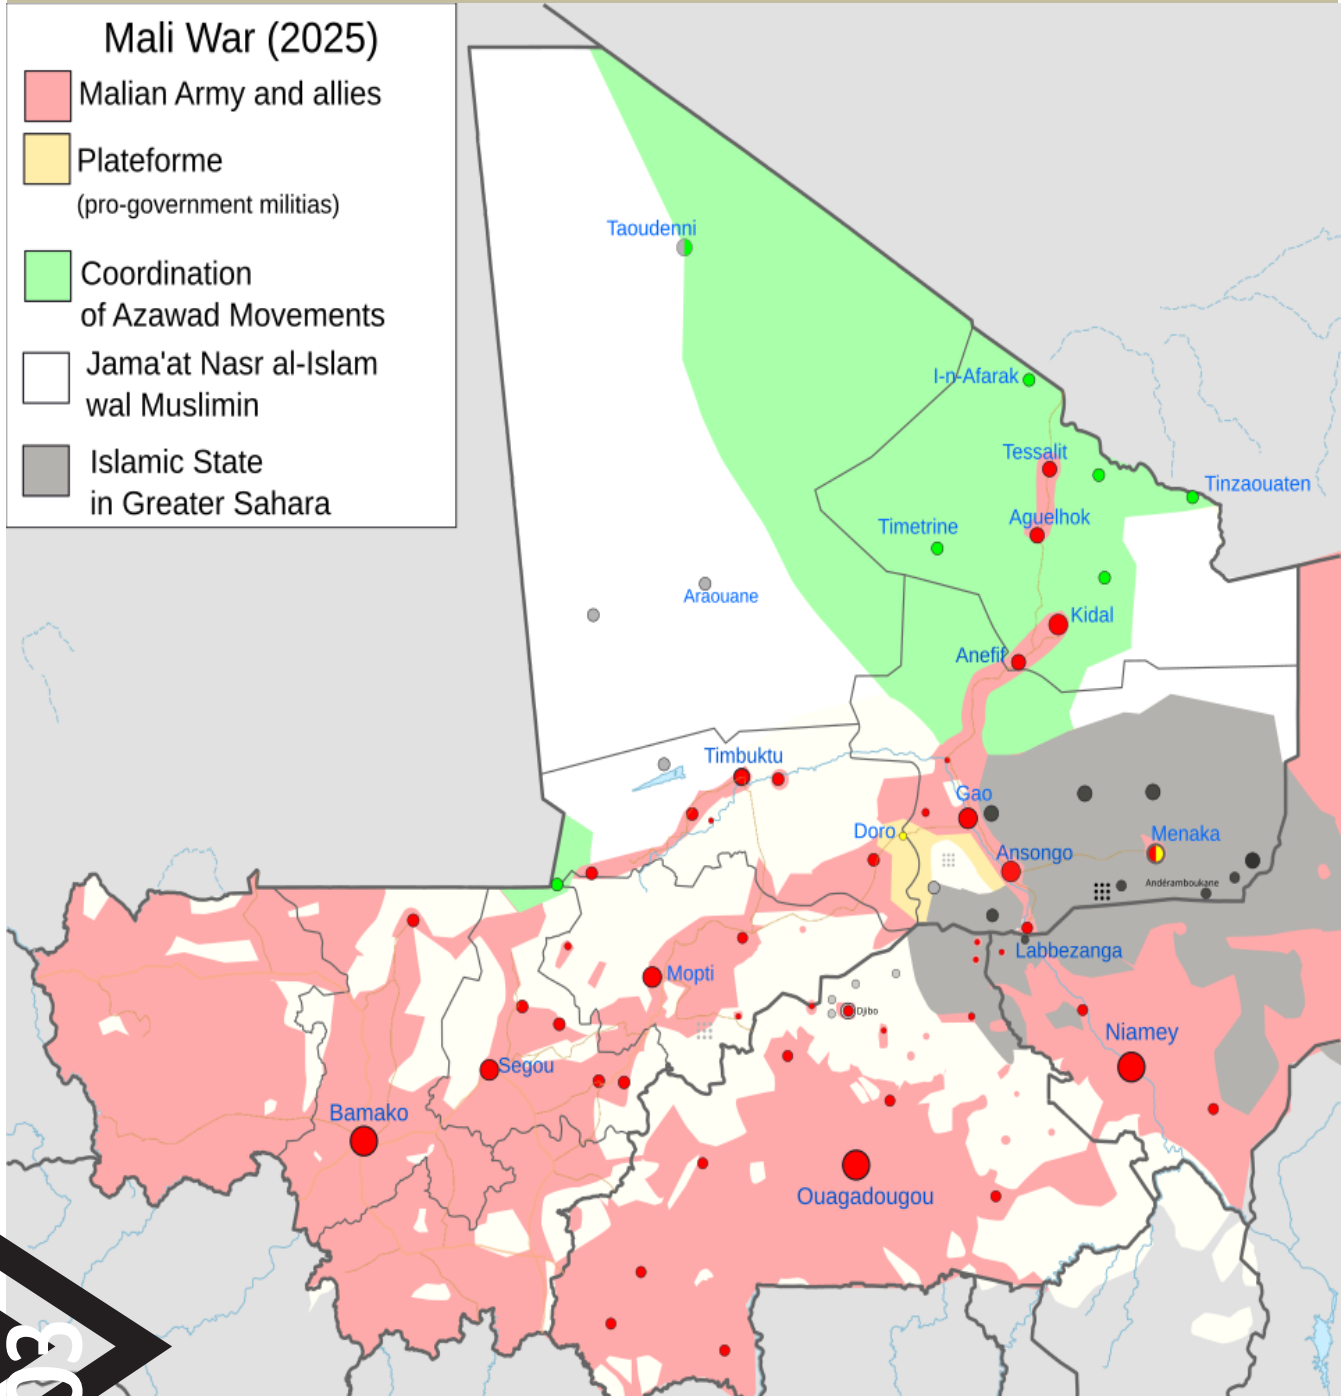 Mali War (2025)
Malian Army and allies
Plateforme
(pro-government militias)
Coordination
of Azawad Movements
Jama'at Nasr al-Islam
wal Muslimin
Islamic State
in Greater Sahara
Taoudenni
I-n-Afarak
Tessalit
Tinzaouaten
Aguelhok
Timetrine
Araouane
Kidal
Anefif
Timbuktu
Gao
Doro
Menaka
Ansongo
Andéramboukane
Labbezanga
Mopti
Djibo
Niamey
Segou
Bamako
Ouagadougou
03